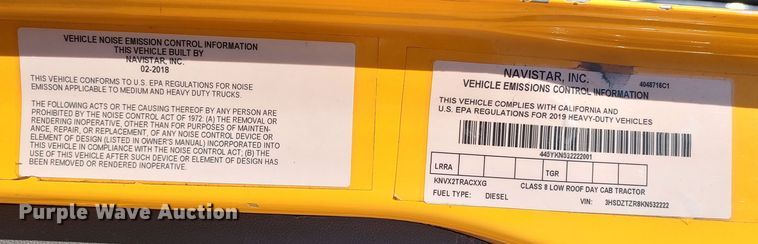 VEHICLE NOISE EMISSION CONTROL INFORMATION
THIS VEHICLE BUILT BY
NAVISTAR, INC.
02-2018
THIS VEHICLE CONFORMS TO U.S. EPA REGULATIONS FOR NOISE
EMISSON APPLICABLE TO MEDIUM AND HEAVY DUTY TRUCKS.
THE FOLLOWING ACTS OR THE CAUSING THEREOF BY ANY PERSON ARE
PROHIBITED BY THE NOISE CONTROL ACT OF 1972: (A) THE REMOVAL OR
RENDERING INOPERATIVE, OTHER THAN FOR PURPOSES OF MAINTEN-
ANCE, REPAIR, OR REPLACEMENT, OF ANY NOISE CONTROL DEVICE OR
ELEMENT OF DESIGN (LISTED IN OWNER'S MANUAL) INCORPORATED INTO
THIS VEHICLE IN COMPLIANCE WITH THE NOISE CONTROL ACT; (B) THE
USE OF THIS VEHICLE AFTER SUCH DEVICE OR ELEMENT OF DESIGN HAS
BEEN REMOVED OR RENDERED INOPERATIVE.
NAVISTAR, INC. 4048716C1
VEHICLE EMISSIONS CONTROL INFORMATION
THIS VEHICLE COMPLIES WITH CALIFORNIA AND
U.S. EPA REGULATIONS FOR 2019 HEAVY-DUTY VEHICLES
445YKN532222001
LRRA TGR
KNVX2TRACXXG CLASS 8 LOW ROOF DAY CAB TRACTOR
FUEL TYPE: DIESEL VIN: 3HSDZTZR8KN532222
Purple Wave Auction
Purple Wave Auction